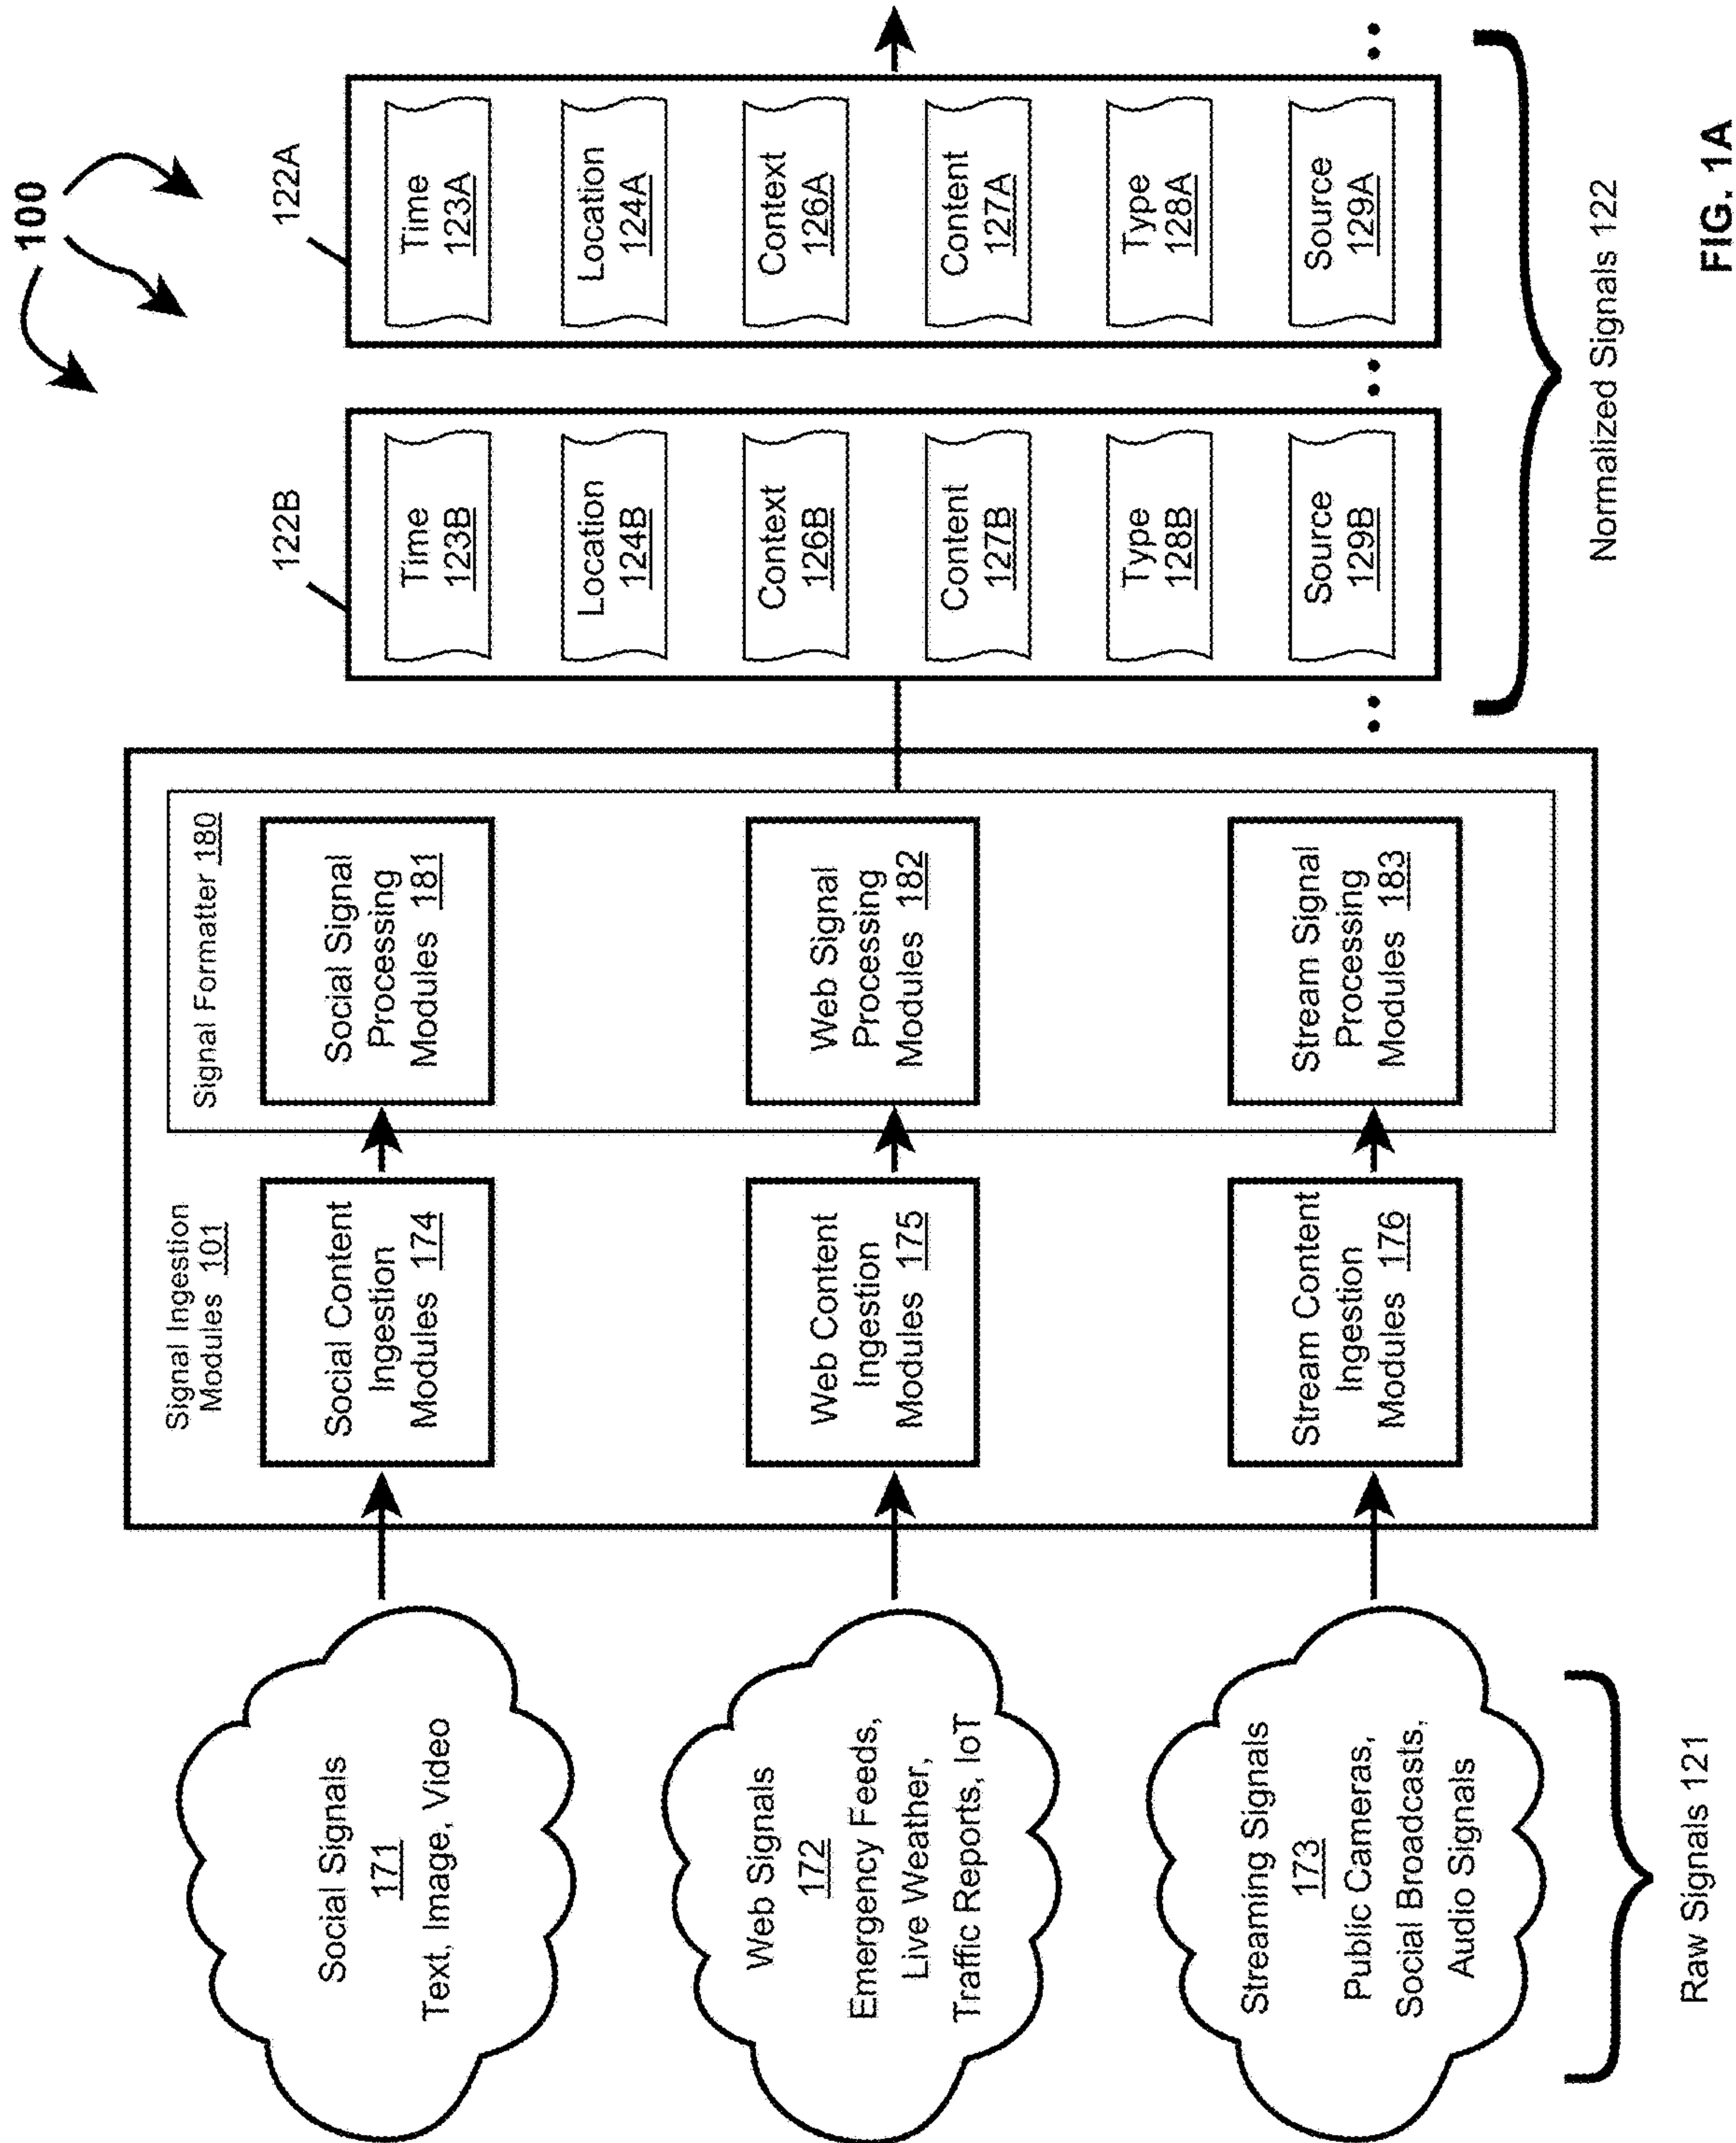 100
Social Signals
171
Text, Image, Video
Web Signals
172
Emergency Feeds,
Live Weather,
Traffic Reports, IoT
Streaming Signals
173
Public Cameras,
Social Broadcasts,
Audio Signals
Raw Signals 121
Signal Ingestion
Modules 101
Social Content
Ingestion
Modules 174
Web Content
Ingestion
Modules 175
Stream Content
Ingestion
Modules 176
Signal Formatter 180
Social Signal
Processing
Modules 181
Web Signal
Processing
Modules 182
Stream Signal
Processing
Modules 183
122B
Time
123B
Location
124B
Context
126B
Content
127B
Type
128B
Source
129B
122A
Time
123A
Location
124A
Context
126A
Content
127A
Type
128A
Source
129A
Normalized Signals 122
FIG. 1A